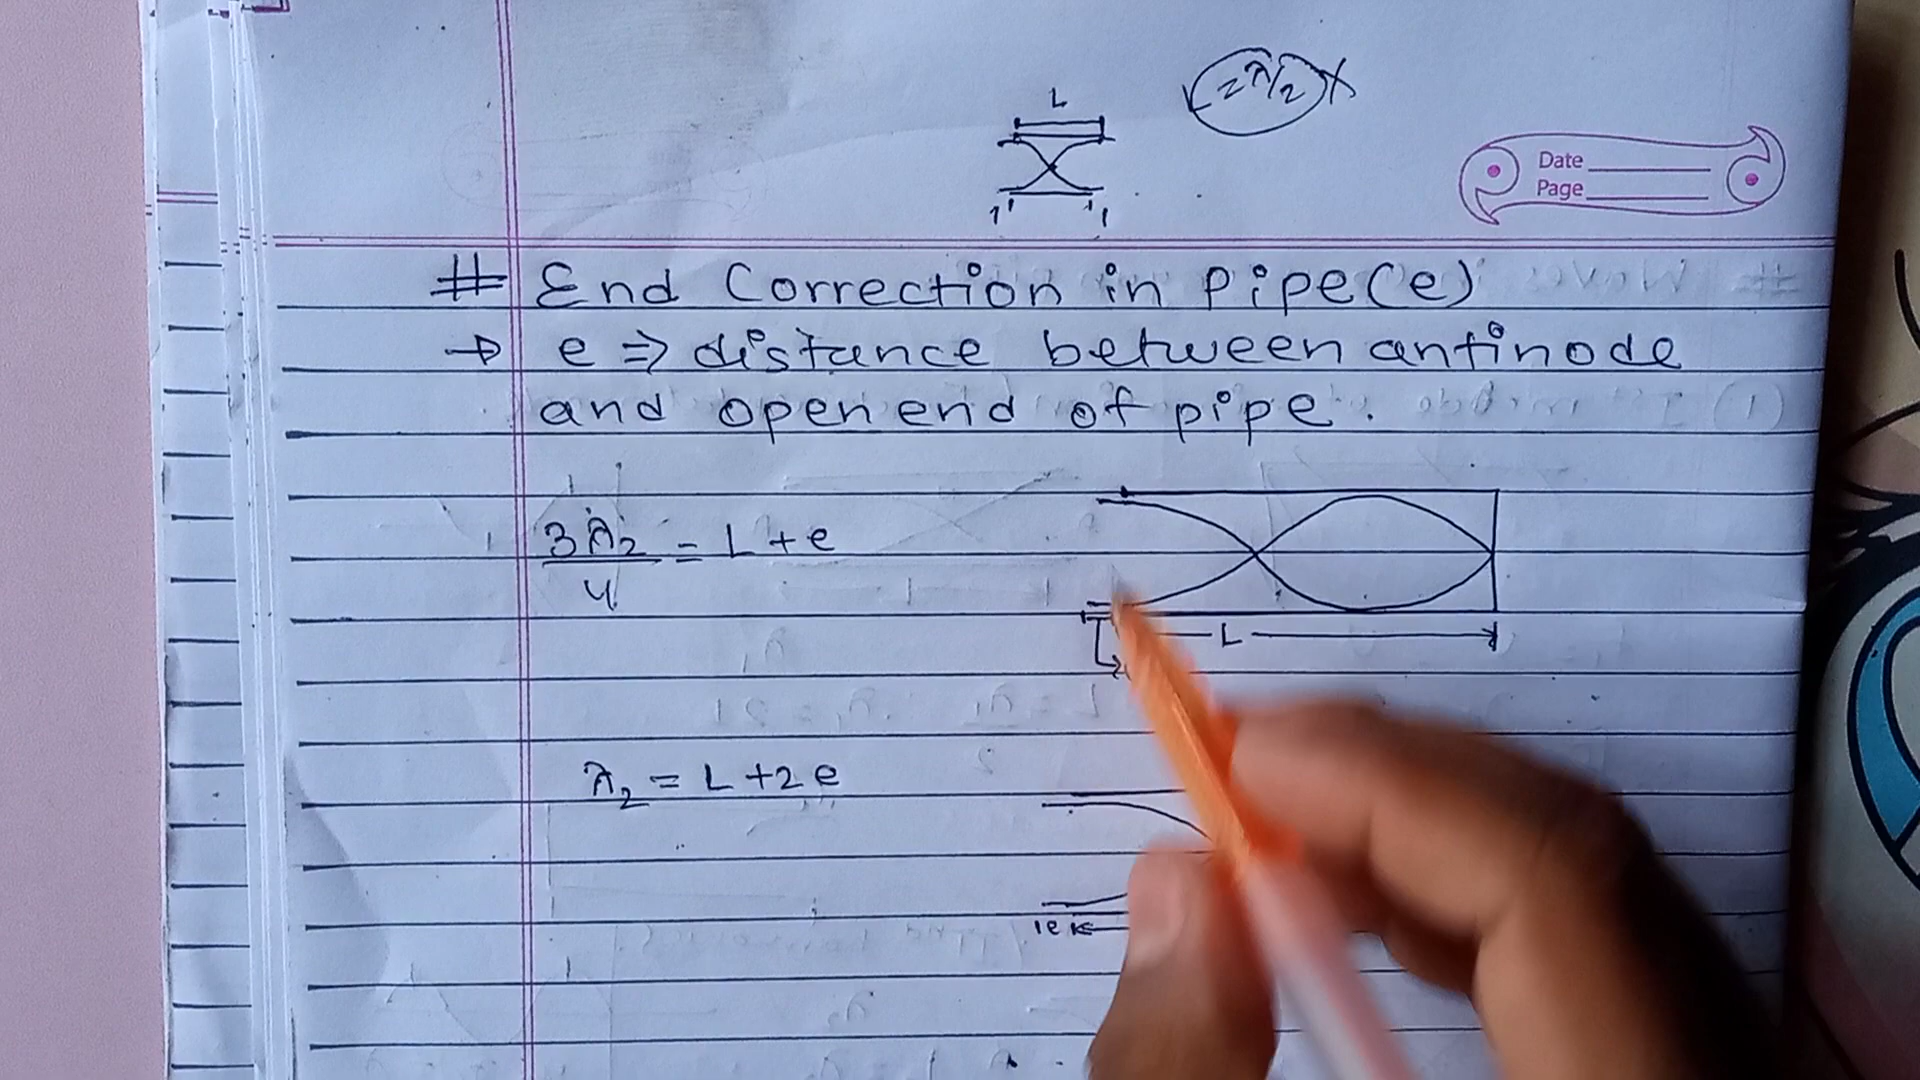 L
L=λ/2
Date
Page
# End Correction in Pipe(e)
→ e ⇒ distance between antinode
and open end of pipe.
3λ₂/4 = L + e
L
λ₂ = L + 2e
e